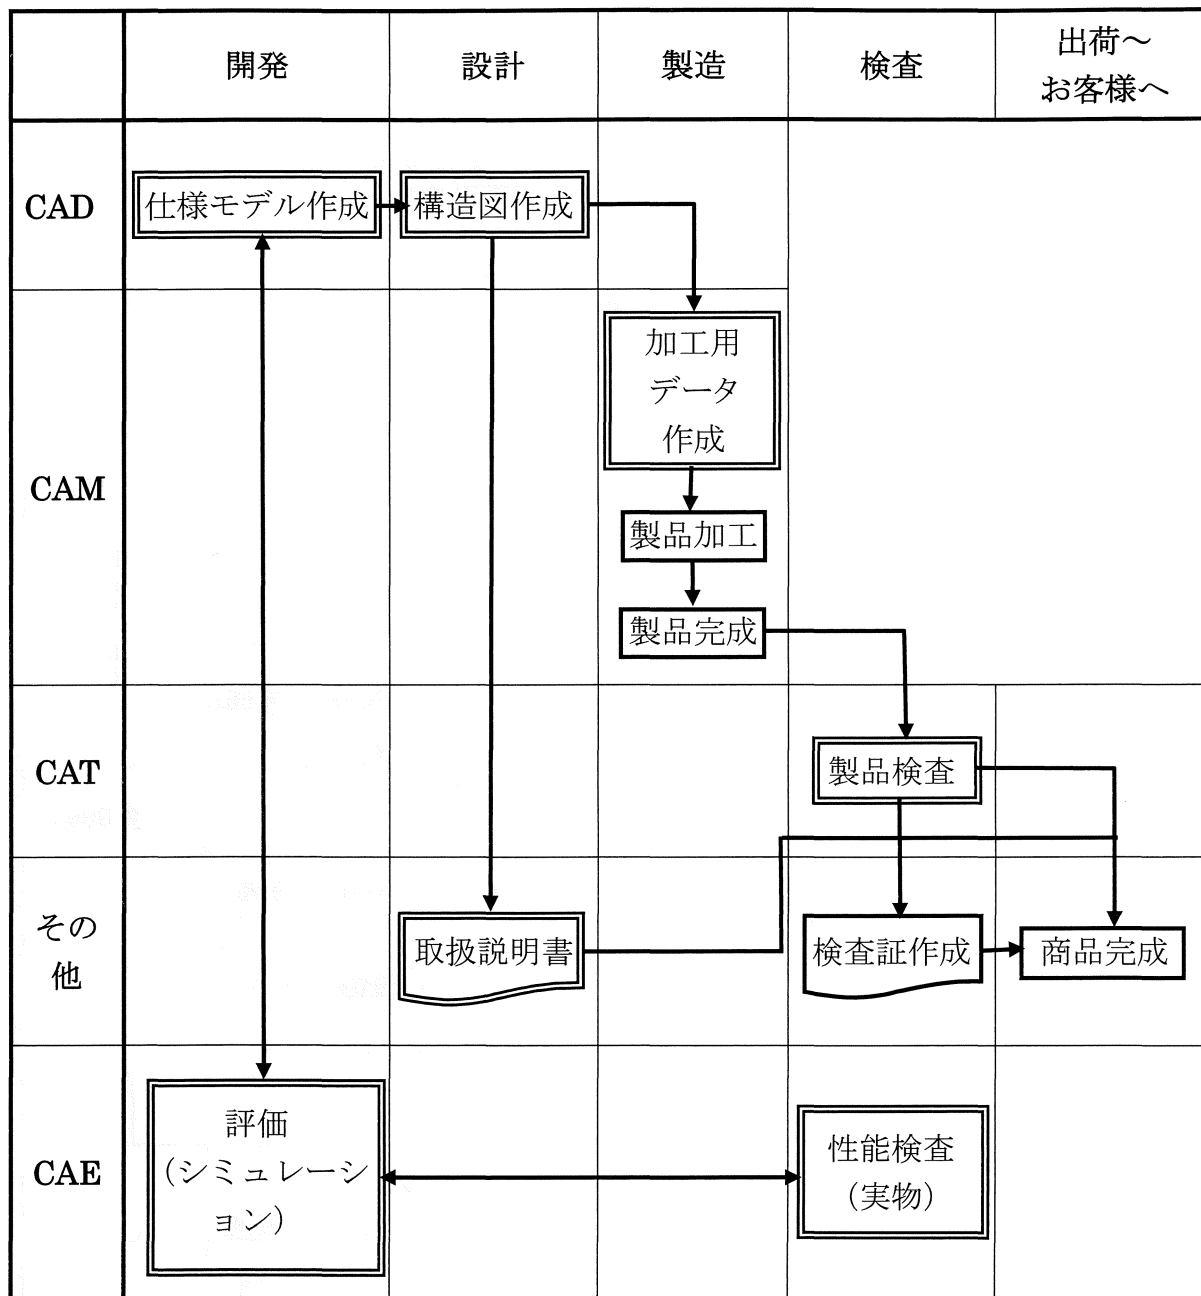 開発
設計
製造
検査
出荷～
お客様へ
CAD
仕様モデル作成
構造図作成
CAM
加工用
データ
作成
製品加工
製品完成
CAT
製品検査
その
他
取扱説明書
検査証作成
商品完成
CAE
評価
（シミュレーシ
ョン）
性能検査
（実物）